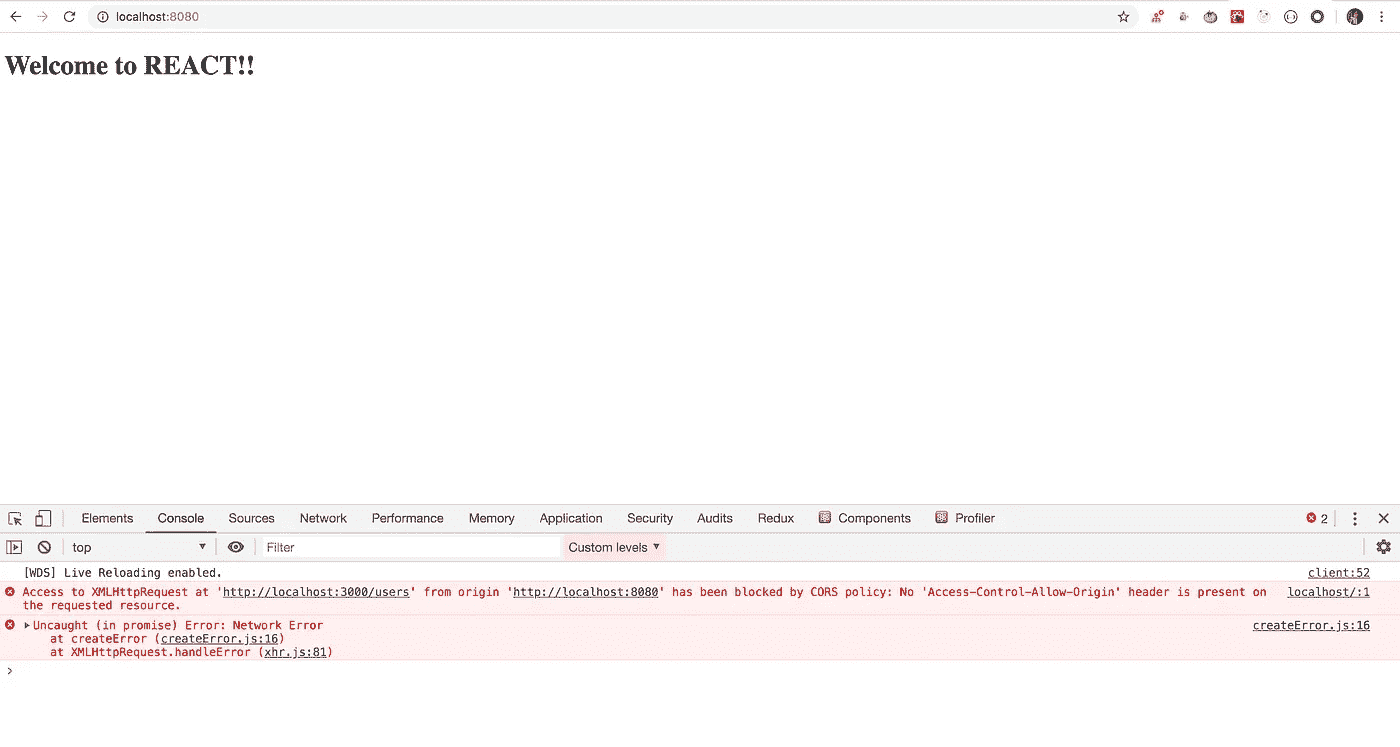 localhost:8080
Welcome to REACT!!
Elements Console Sources Network Performance Memory Application Security Audits Redux Components Profiler 2
top Filter Custom levels
[WDS] Live Reloading enabled. client:52
Access to XMLHttpRequest at 'http://localhost:3000/users' from origin 'http://localhost:8080' has been blocked by CORS policy: No 'Access-Control-Allow-Origin' header is present on localhost/:1
the requested resource.
Uncaught (in promise) Error: Network Error createError.js:16
at createError (createError.js:16)
at XMLHttpRequest.handleError (xhr.js:81)